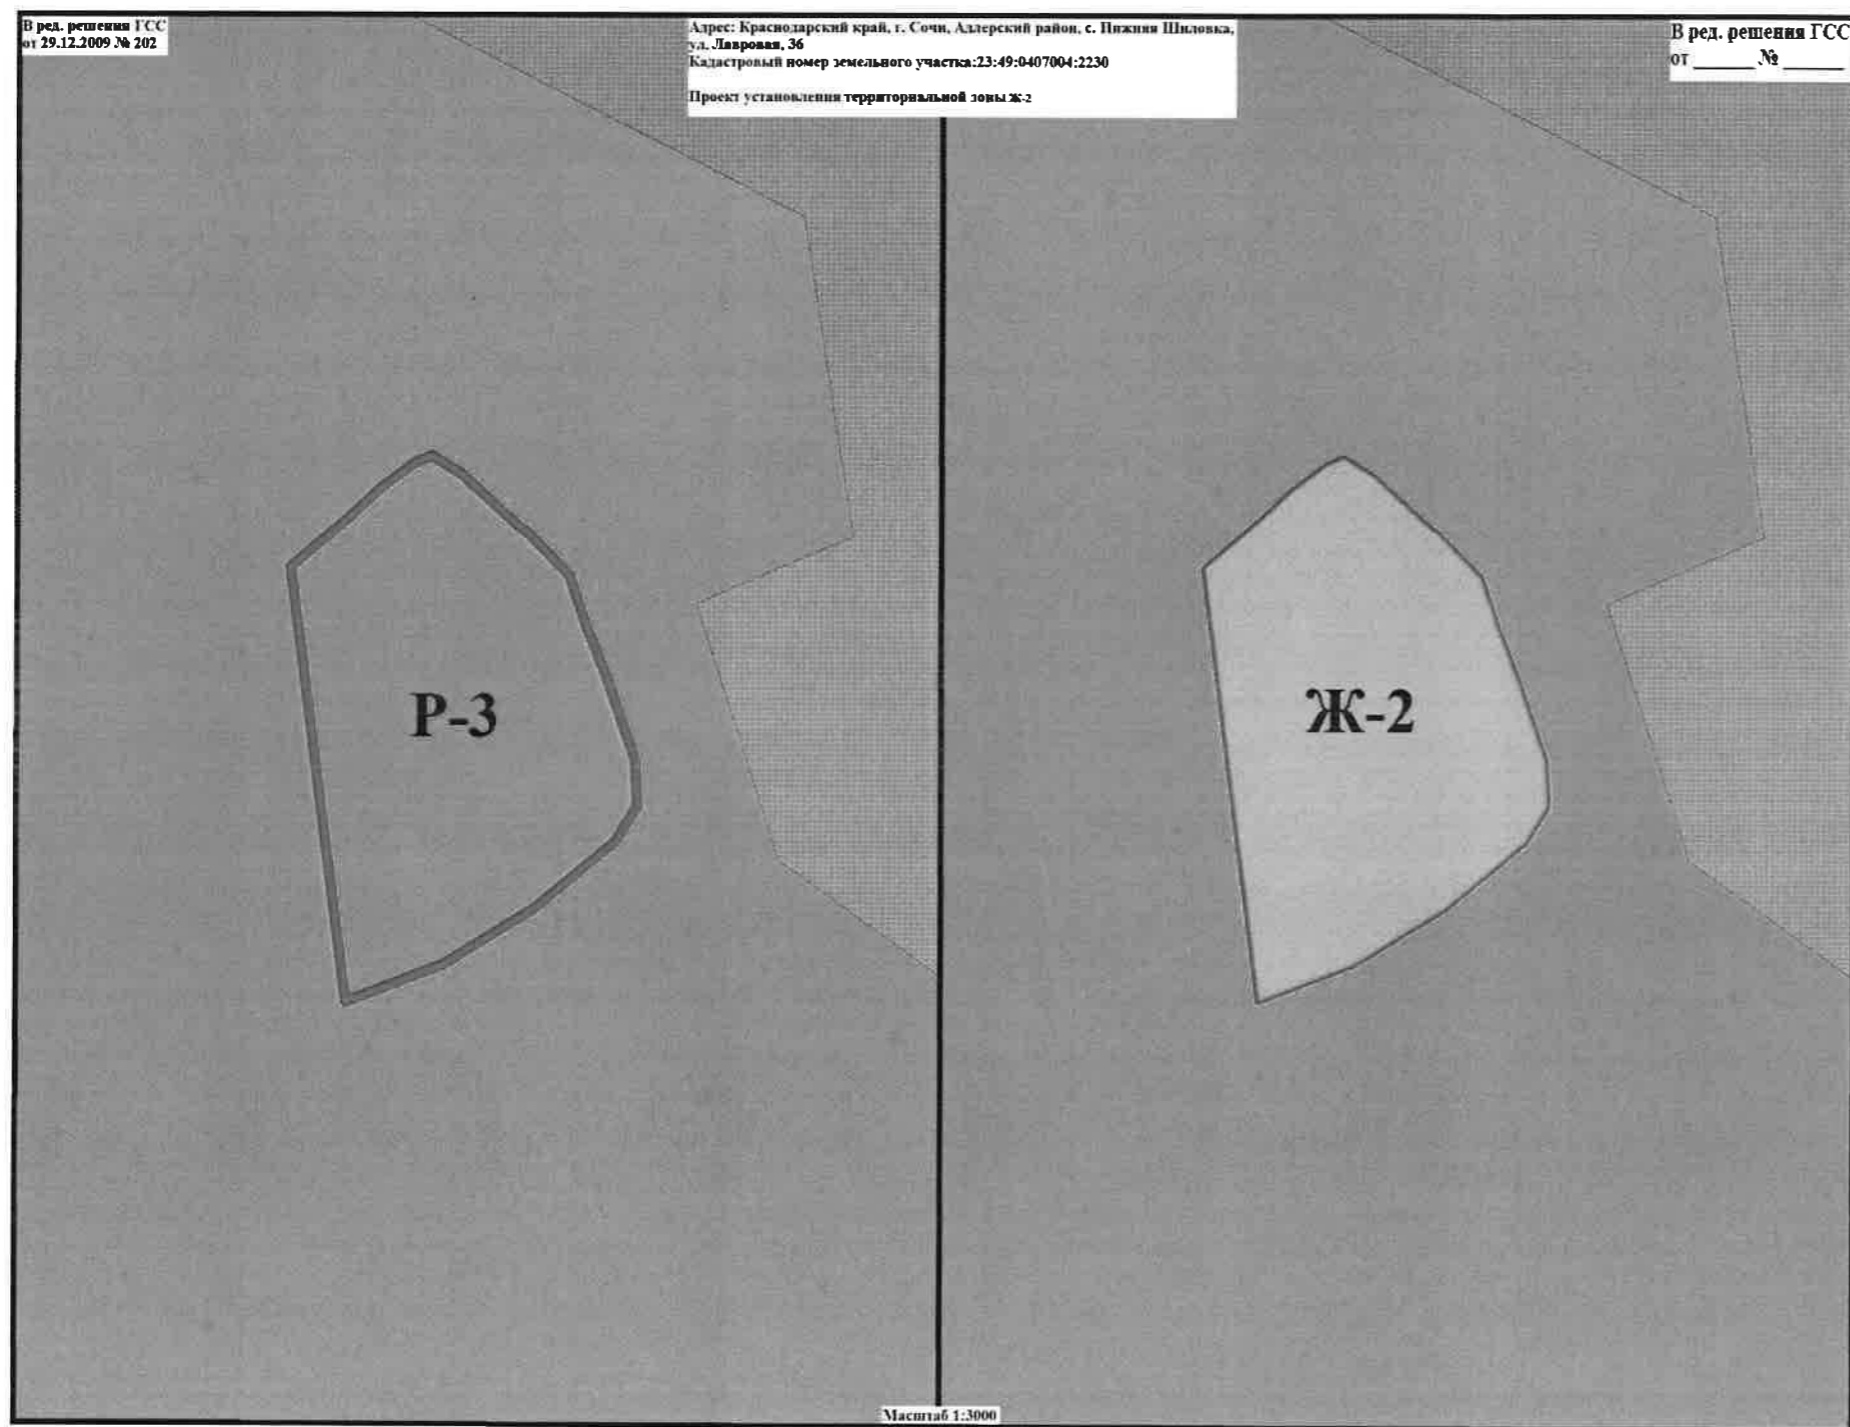 В ред. решения ГСС
от 29.12.2009 № 202
Адрес: Краснодарский край, г. Сочи, Адлерский район, с. Нижняя Шиловка,
ул. Лавровая, 36
Кадастровый номер земельного участка:23:49:0407004:2230
Проект установления территориальной зоны Ж-2
В ред. решения ГСС
от ______ № ______
Р-3
Ж-2
Масштаб 1:3000